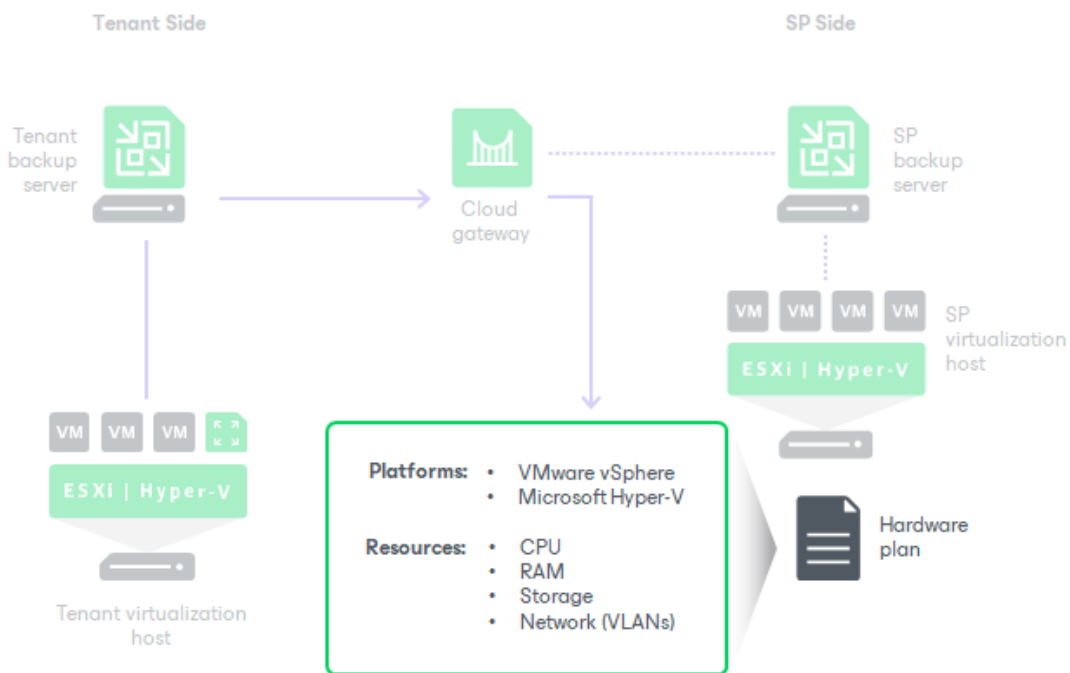 Tenant Side
SP Side
Tenant
backup
server
Cloud
gateway
SP
backup
server
VM VM VM VM
SP
virtualization
host
ESXi | Hyper-V
VM VM VM
ESXi | Hyper-V
Tenant virtualization
host
Platforms: • VMware vSphere
• Microsoft Hyper-V
Resources: • CPU
• RAM
• Storage
• Network (VLANs)
Hardware
plan